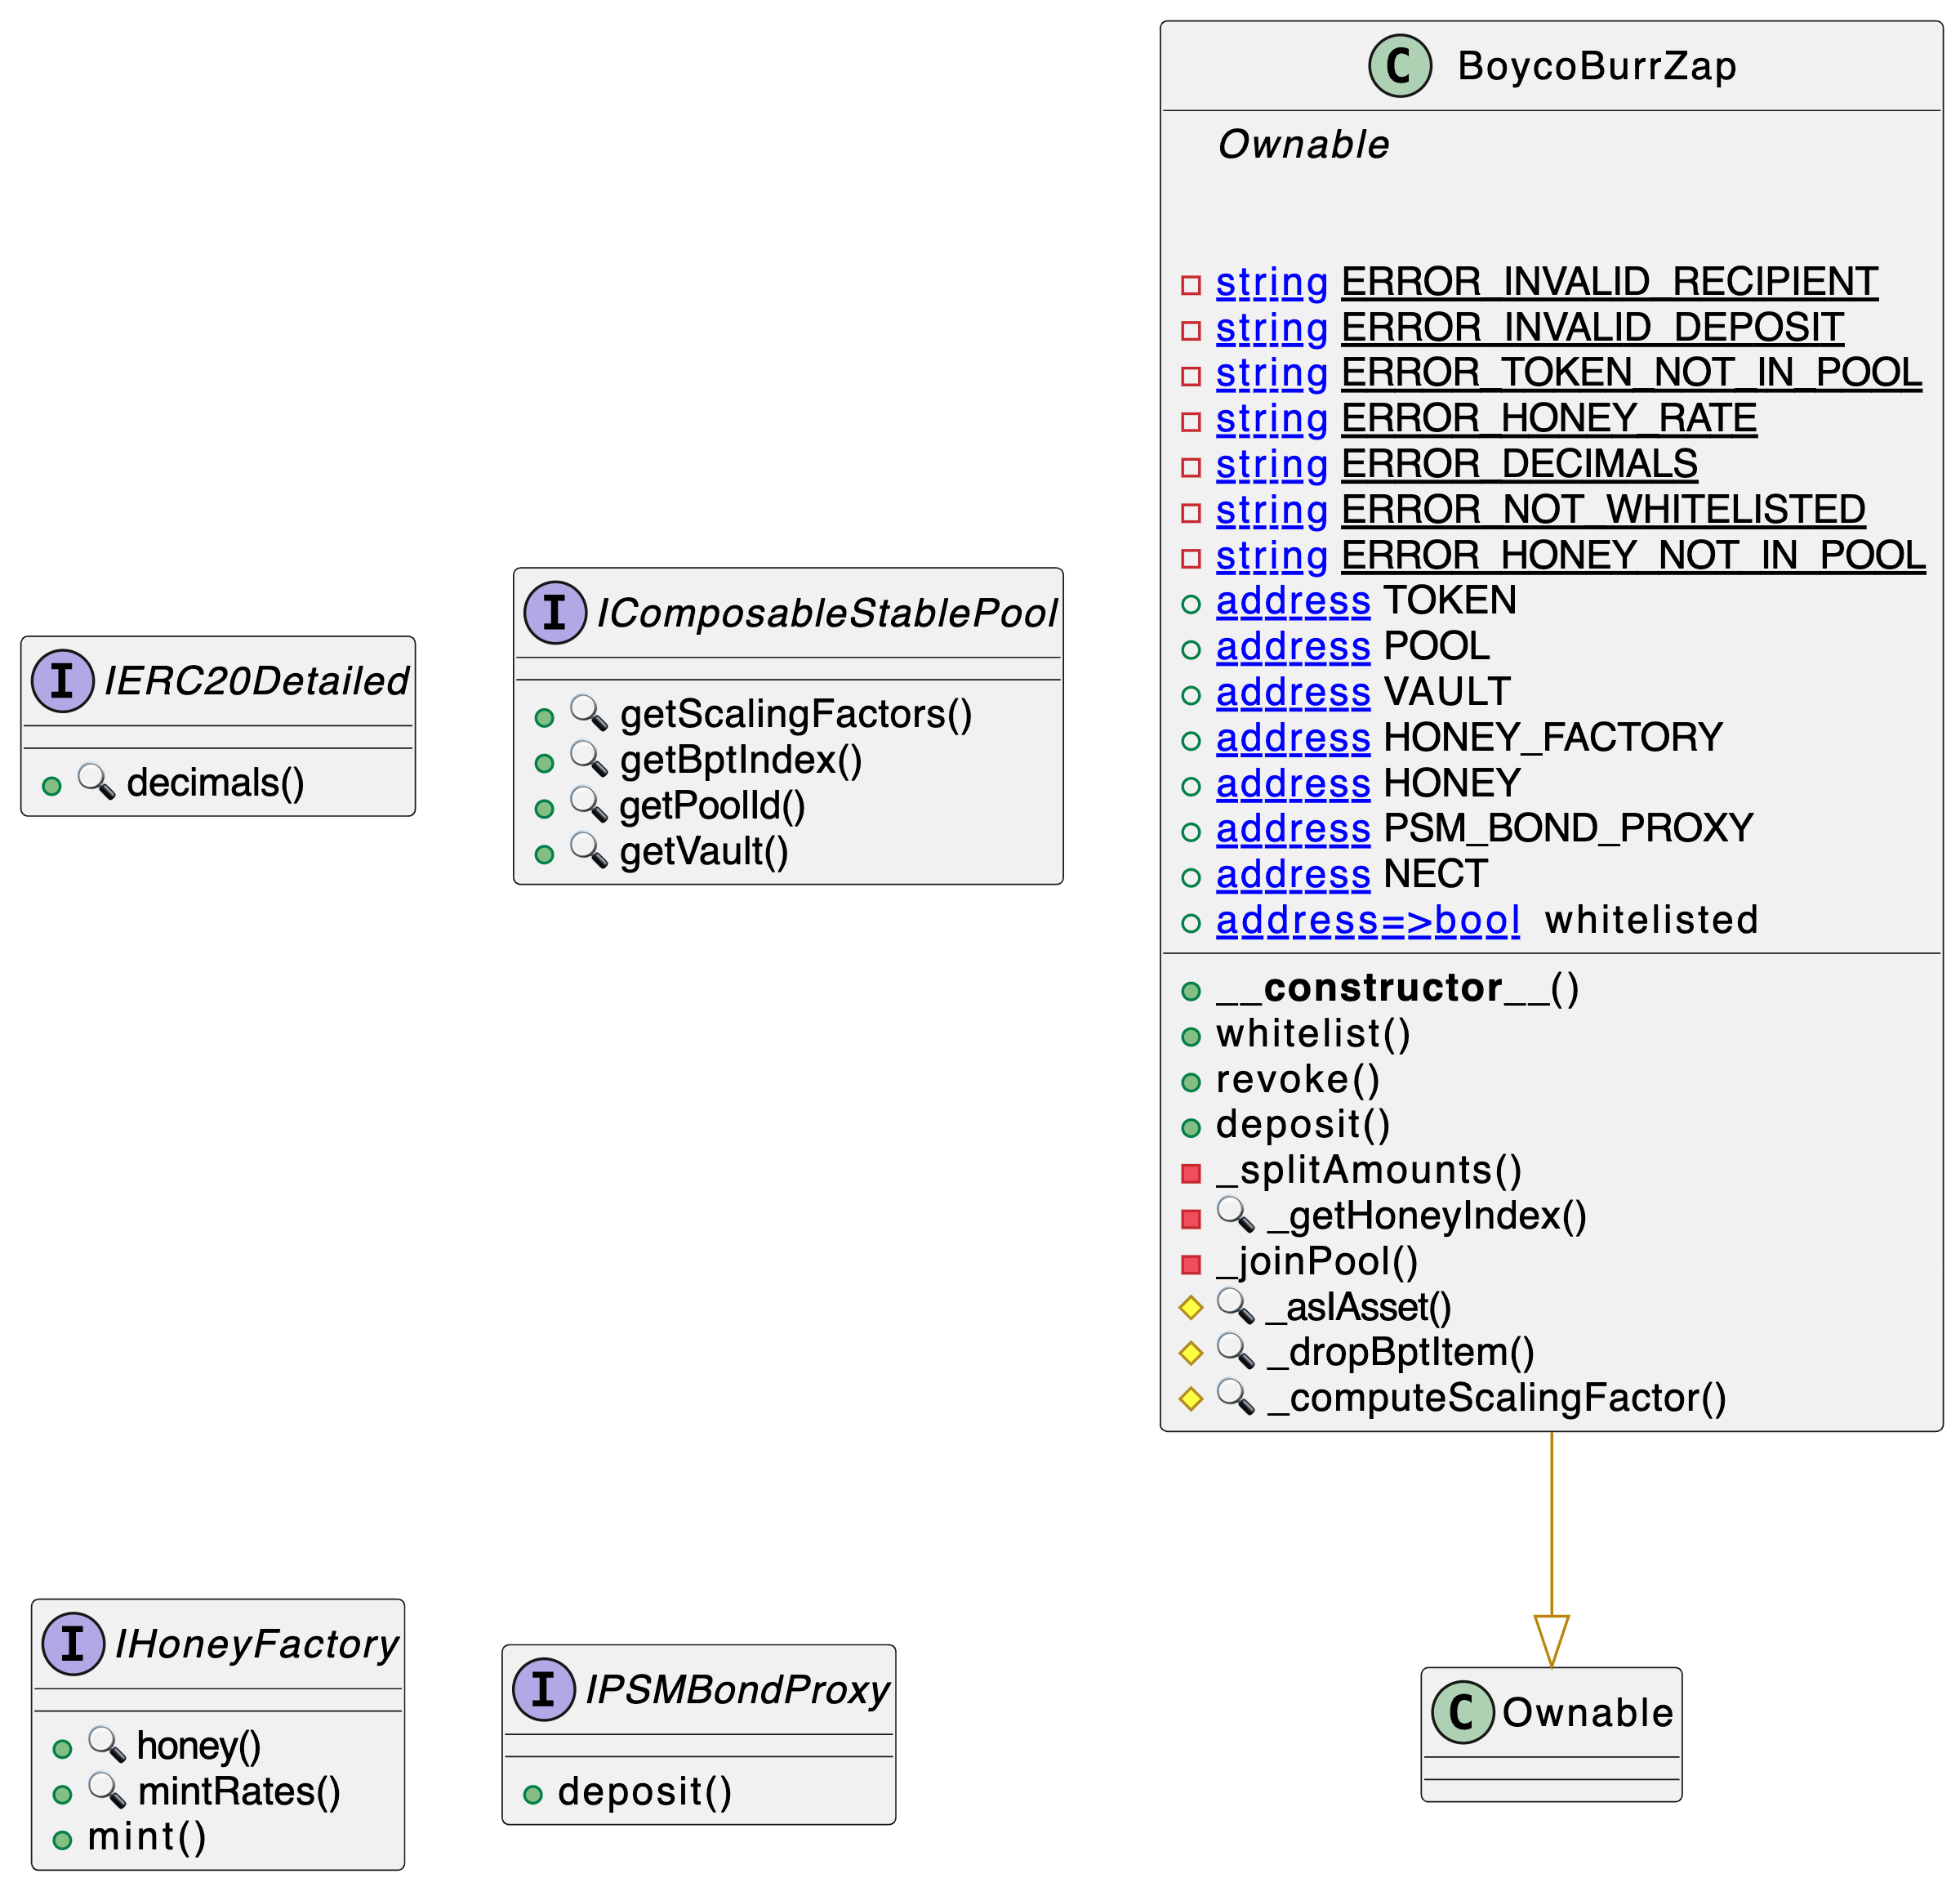 I IERC20Detailed
decimals()
I IComposableStablePool
getScalingFactors()
getBptIndex()
getPoolId()
getVault()
C BoycoBurrZap
Ownable
string ERROR_INVALID_RECIPIENT
string ERROR_INVALID_DEPOSIT
string ERROR_TOKEN_NOT_IN_POOL
string ERROR_HONEY_RATE
string ERROR_DECIMALS
string ERROR_NOT_WHITELISTED
string ERROR_HONEY_NOT_IN_POOL
address TOKEN
address POOL
address VAULT
address HONEY_FACTORY
address HONEY
address PSM_BOND_PROXY
address NECT
address=>bool whitelisted
__constructor__()
whitelist()
revoke()
deposit()
_splitAmounts()
_getHoneyIndex()
_joinPool()
_asIAsset()
_dropBptItem()
_computeScalingFactor()
I IHoneyFactory
honey()
mintRates()
mint()
I IPSMBondProxy
deposit()
C Ownable